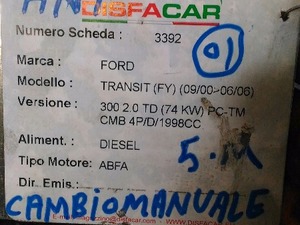 DISFACAR
Numero Scheda : 3392
01
Marca : FORD
Modello : TRANSIT (FY) (09/00->06/06)
Versione : 300 2.0 TD (74 KW) PC-TM
CMB 4P/D/1998CC
Aliment. : DIESEL
Tipo Motore: ABFA
5.M
Dir. Emis.:
CAMBIOMANUALE